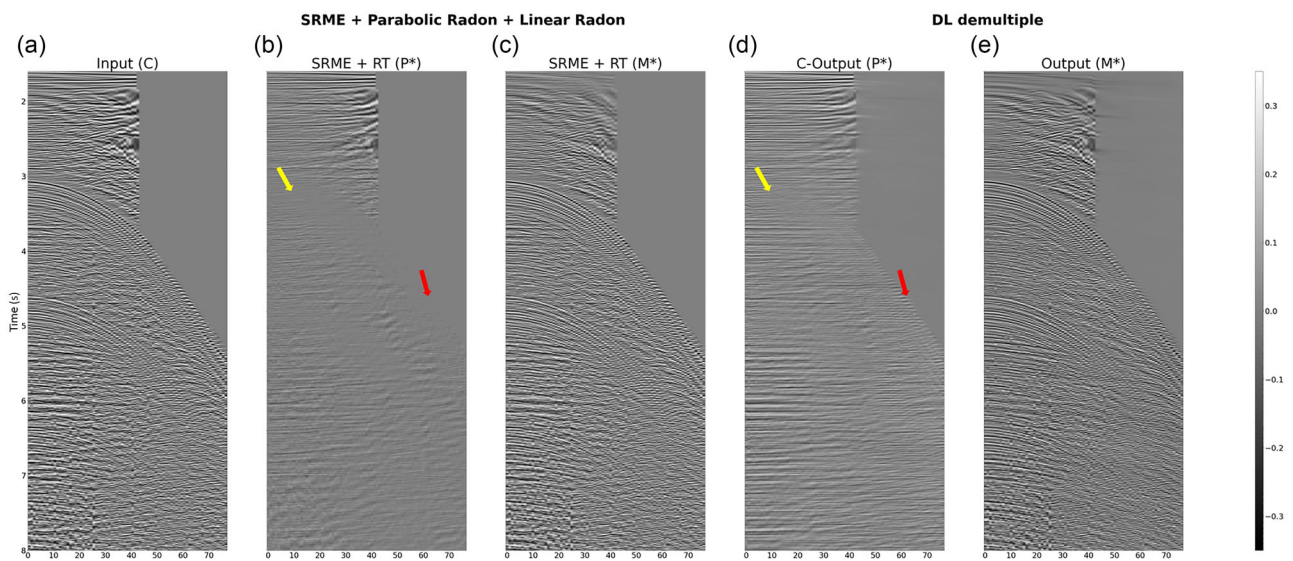 SRME + Parabolic Radon + Linear Radon
DL demultiple
(a)
(b)
(c)
(d)
(e)
Input (C)
SRME + RT (P*)
SRME + RT (M*)
C-Output (P*)
Output (M*)
Time (s)
2
3
4
5
6
7
8
0 10 20 30 40 50 60 70
0 10 20 30 40 50 60 70
0 10 20 30 40 50 60 70
0 10 20 30 40 50 60 70
0 10 20 30 40 50 60 70
0.3
0.2
0.1
0.0
−0.1
−0.2
−0.3